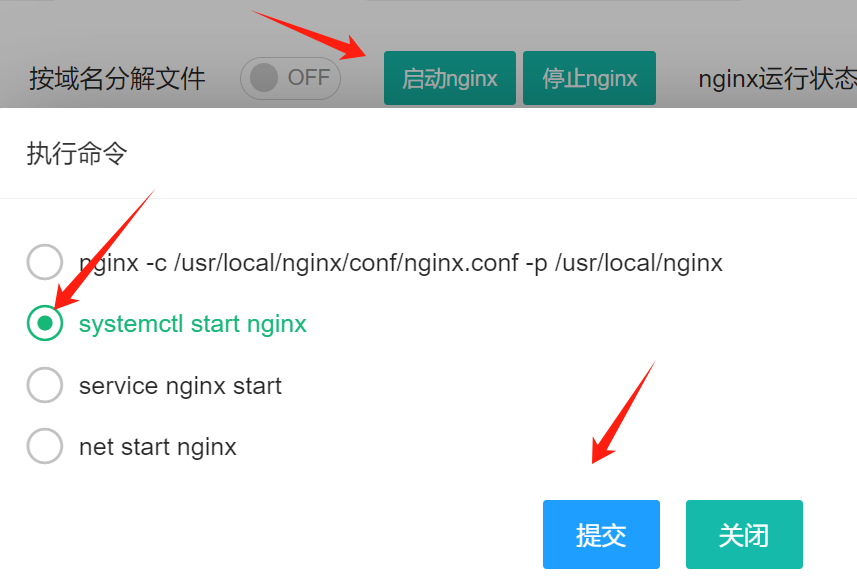 按域名分解文件 OFF 启动nginx 停止nginx nginx运行状态
执行命令
nginx -c /usr/local/nginx/conf/nginx.conf -p /usr/local/nginx
systemctl start nginx
service nginx start
net start nginx
提交 关闭